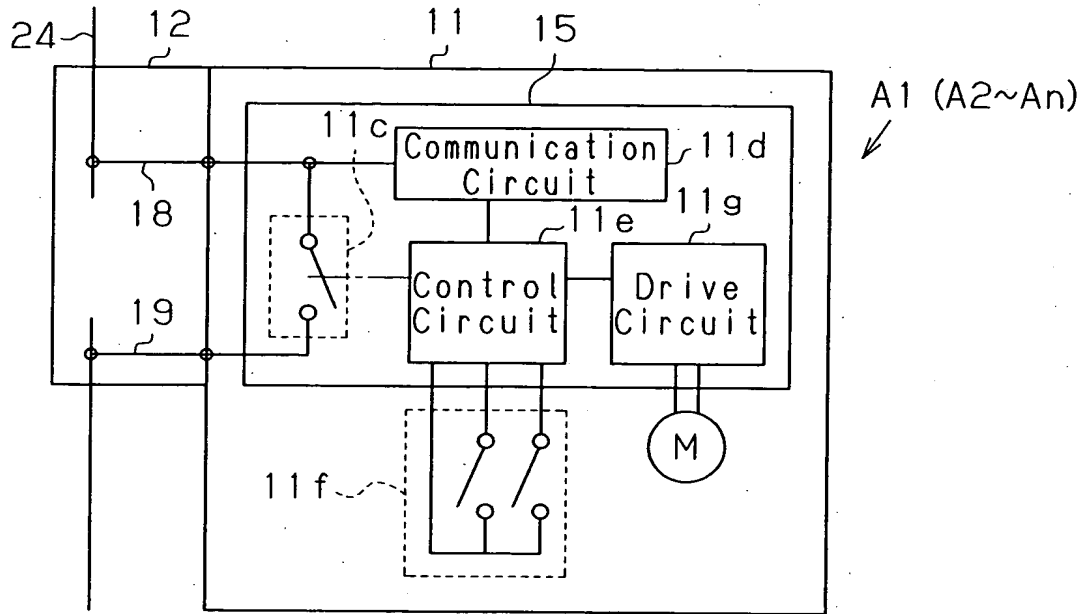 24
12
11
15
A1 (A2~An)
11c
Communication
Circuit
11d
18
11e
11g
Control
Circuit
Drive
Circuit
19
11f
M